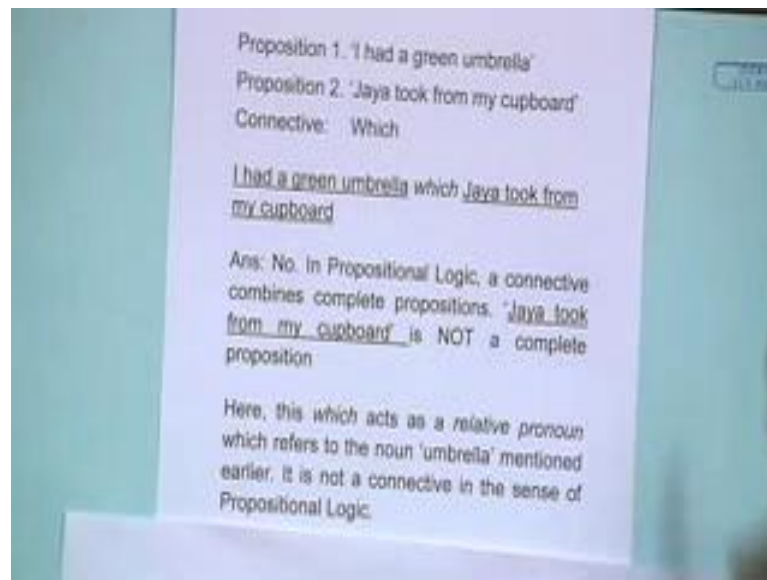 Proposition 1. 'I had a green umbrella'
Proposition 2. 'Jaya took from my cupboard'
Connective: Which
I had a green umbrella which Jaya took from
my cupboard
Ans: No. In Propositional Logic, a connective
combines complete propositions. 'Jaya took
from my cupboard' is NOT a complete
proposition
Here, this which acts as a relative pronoun
which refers to the noun 'umbrella' mentioned
earlier. It is not a connective in the sense of
Propositional Logic.